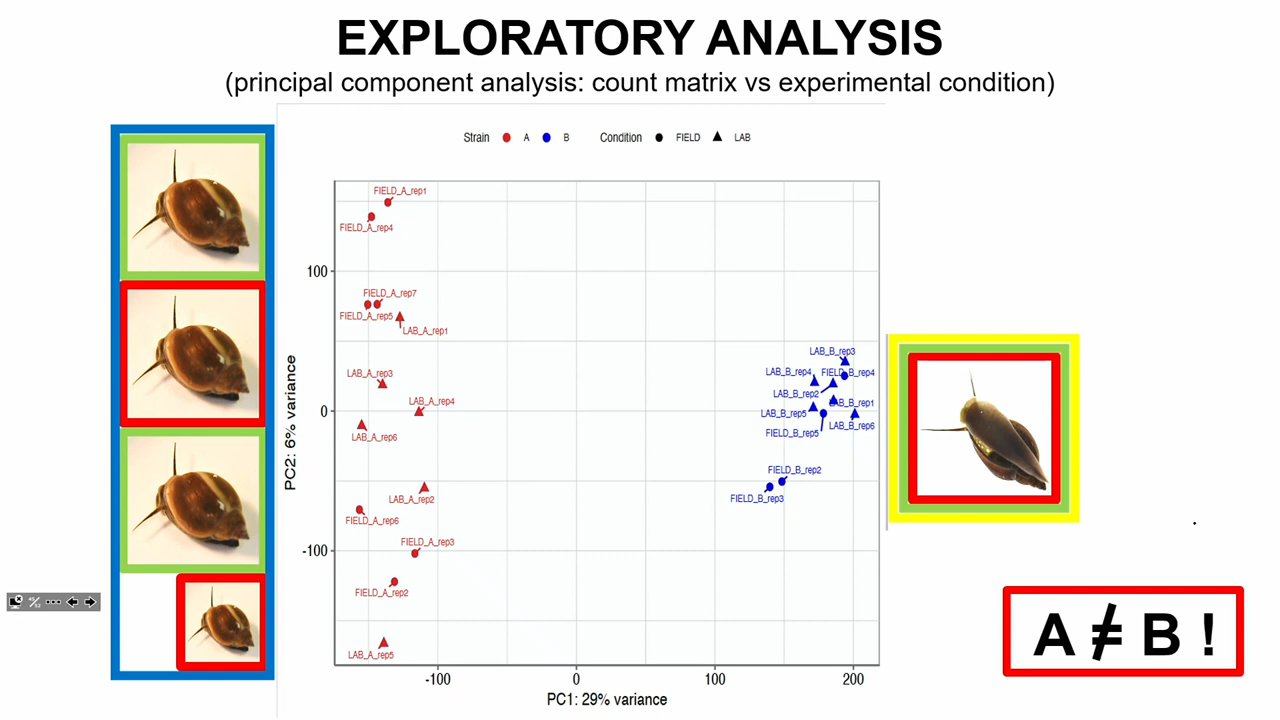 EXPLORATORY ANALYSIS
(principal component analysis: count matrix vs experimental condition)
Strain A B Condition FIELD LAB
FIELD_A_rep1
FIELD_A_rep4
FIELD_A_rep7
FIELD_A_rep5
LAB_A_rep1
LAB_A_rep3
LAB_A_rep4
LAB_A_rep6
LAB_A_rep2
FIELD_A_rep6
FIELD_A_rep3
FIELD_A_rep2
LAB_A_rep5
LAB_B_rep3
LAB_B_rep4
FIELD_B_rep4
LAB_B_rep2
LAB_B_rep1
LAB_B_rep5
LAB_B_rep6
FIELD_B_rep5
FIELD_B_rep2
FIELD_B_rep3
100
0
-100
PC2: 6% variance
-100 0 100 200
PC1: 29% variance
A ≠ B !